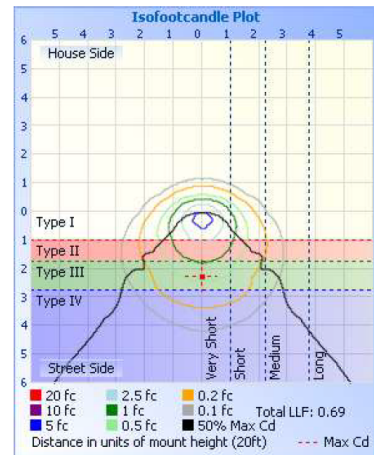 Isofootcandle Plot
5 4 3 2 1 0 1 2 3 4 5
6
House Side
5
4
3
2
1
0
Type I
1
Type II
2
Type III
3
Type IV
4
5
Very Short
Short
Medium
Long
Street Side
6
20 fc 2.5 fc 0.2 fc
10 fc 1 fc 0.1 fc Total LLF: 0.69
5 fc 0.5 fc 50% Max Cd
Distance in units of mount height (20ft) --- Max Cd